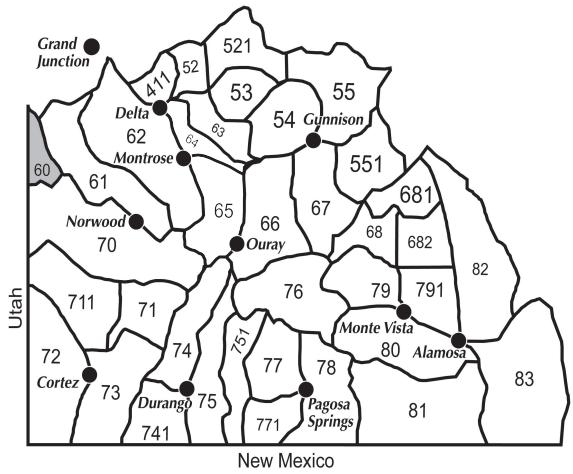 Grand
Junction
521
52
411
53
55
Delta
54
Gunnison
62
64
63
Montrose
551
60
61
681
65
66
67
Norwood
68
682
70
Ouray
82
76
79
791
711
71
Monte Vista
Utah
74
751
77
78
80
Alamosa
72
Cortez
73
Durango
75
Pagosa
Springs
83
81
741
771
New Mexico